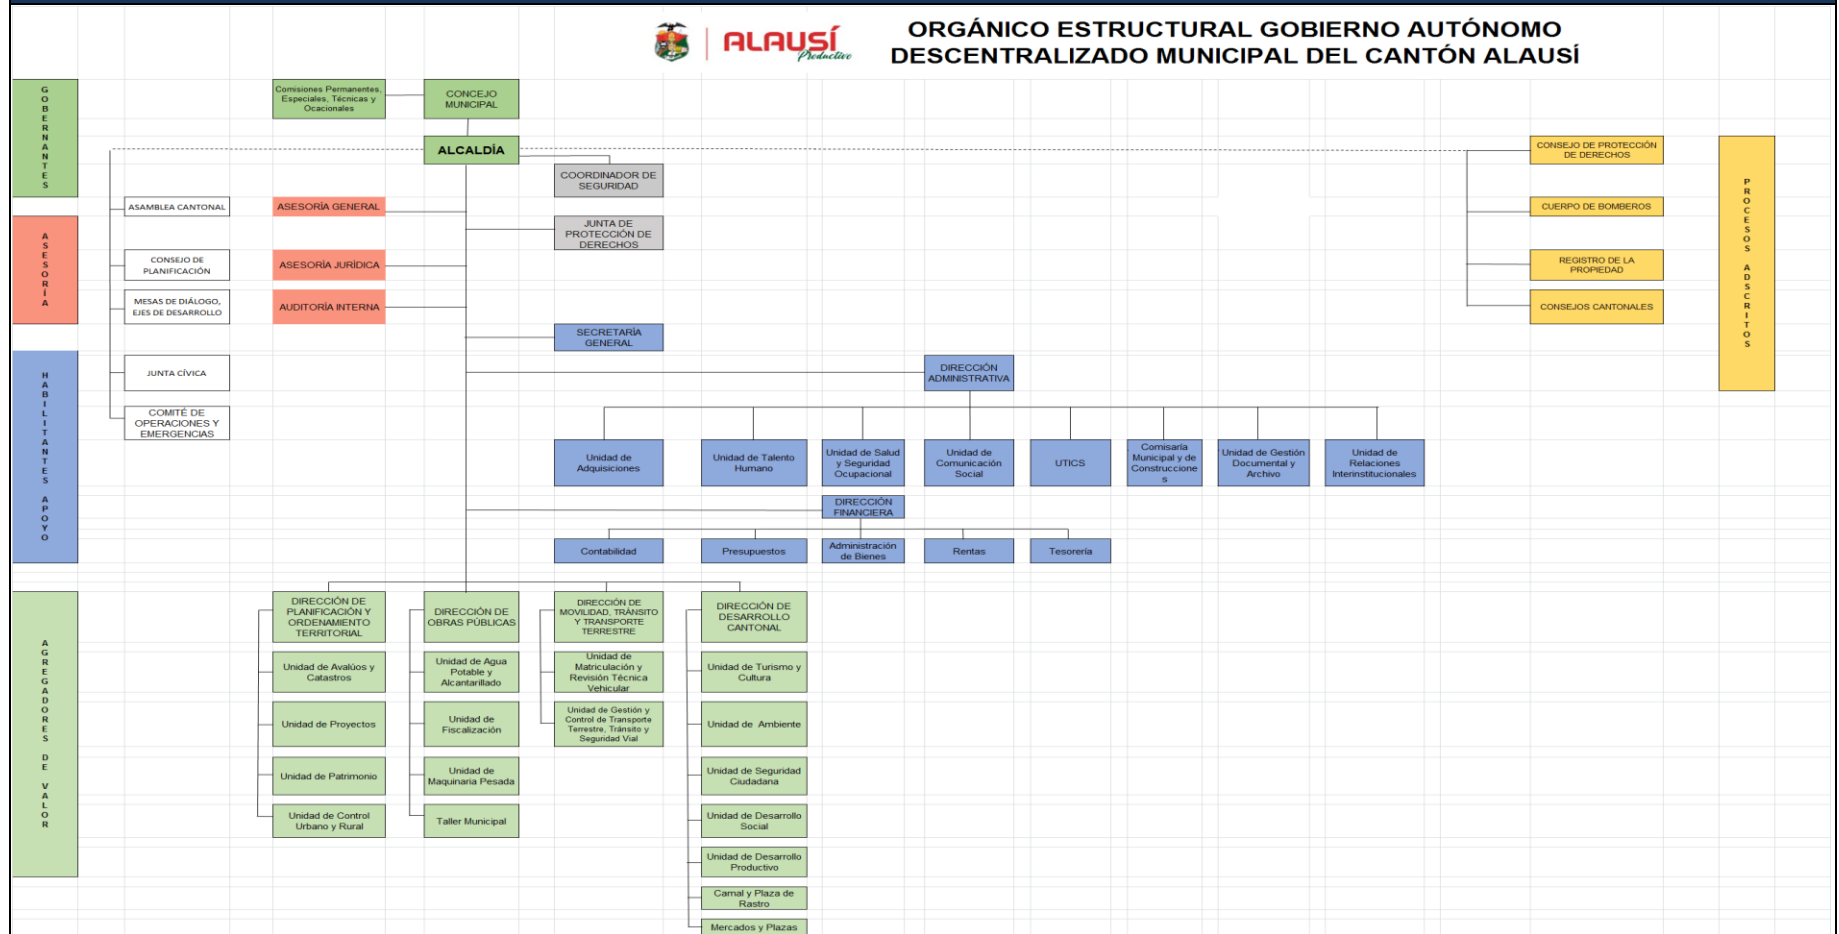 ALAUSÍ
Productivo
ORGÁNICO ESTRUCTURAL GOBIERNO AUTÓNOMO
DESCENTRALIZADO MUNICIPAL DEL CANTÓN ALAUSÍ
GOBERNANTES
Comisiones Permanentes,
Especiales, Técnicas y
Ocacionales
CONCEJO
MUNICIPAL
ALCALDÌA
COORDINADOR DE
SEGURIDAD
CONSEJO DE PROTECCIÓN
DE DERECHOS
PROCESOS ADSCRITOS
ASAMBLEA CANTONAL
ASESORÍA GENERAL
CUERPO DE BOMBEROS
ASESORÍA
JUNTA DE
PROTECCIÓN DE
DERECHOS
CONSEJO DE
PLANIFICACIÓN
ASESORÍA JURÍDICA
REGISTRO DE LA
PROPIEDAD
MESAS DE DIÁLOGO,
EJES DE DESARROLLO
AUDITORÍA INTERNA
CONSEJOS CANTONALES
SECRETARÍA
GENERAL
HABILITANTES APOYO
JUNTA CÍVICA
DIRECCIÓN
ADMINISTRATIVA
COMITÉ DE
OPERACIONES Y
EMERGENCIAS
Unidad de
Adquisiciones
Unidad de Talento
Humano
Unidad de Salud
y Seguridad
Ocupacional
Unidad de
Comunicación
Social
UTICS
Comisaría
Municipal y de
Construccione
s
Unidad de Gestión
Documental y
Archivo
Unidad de
Relaciones
Interinstitucionales
DIRECCIÓN
FINANCIERA
Contabilidad
Presupuestos
Administración
de Bienes
Rentas
Tesorería
AGREGADORES DE VALOR
DIRECCIÓN DE
PLANIFICACIÓN Y
ORDENAMIENTO
TERRITORIAL
DIRECCIÓN DE
OBRAS PÚBLICAS
DIRECCIÓN DE
MOVILIDAD, TRÁNSITO
Y TRANSPORTE
TERRESTRE
DIRECCIÓN DE
DESARROLLO
CANTONAL
Unidad de Avalúos y
Catastros
Unidad de Agua
Potable y
Alcantarillado
Unidad de
Matriculación y
Revisión Técnica
Vehicular
Unidad de Turismo y
Cultura
Unidad de Proyectos
Unidad de
Fiscalización
Unidad de Gestión y
Control de Transporte
Terrestre, Tránsito y
Seguridad Vial
Unidad de  Ambiente
Unidad de Patrimonio
Unidad de
Maquinaria Pesada
Unidad de Seguridad
Ciudadana
Unidad de Control
Urbano y Rural
Taller Municipal
Unidad de Desarrollo
Social
Unidad de Desarrollo
Productivo
Camal y Plaza de
Rastro
Mercados y Plazas